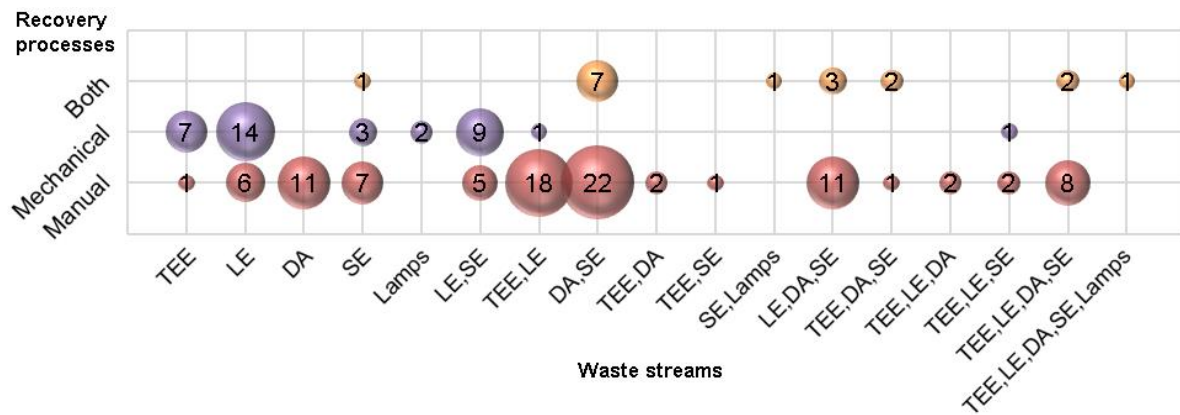 Recovery
processes
Both
1 7 1 3 2 2 1
Mechanical
7 14 3 2 9 1 1
Manual
1 6 11 7 5 18 22 2 1 11 1 2 2 8
TEE
LE
DA
SE
Lamps
LE,SE
TEE,LE
DA,SE
TEE,DA
TEE,SE
SE,Lamps
LE,DA,SE
TEE,DA,SE
TEE,LE,DA
TEE,LE,SE
TEE,LE,DA,SE
TEE,LE,DA,SE,Lamps
Waste streams